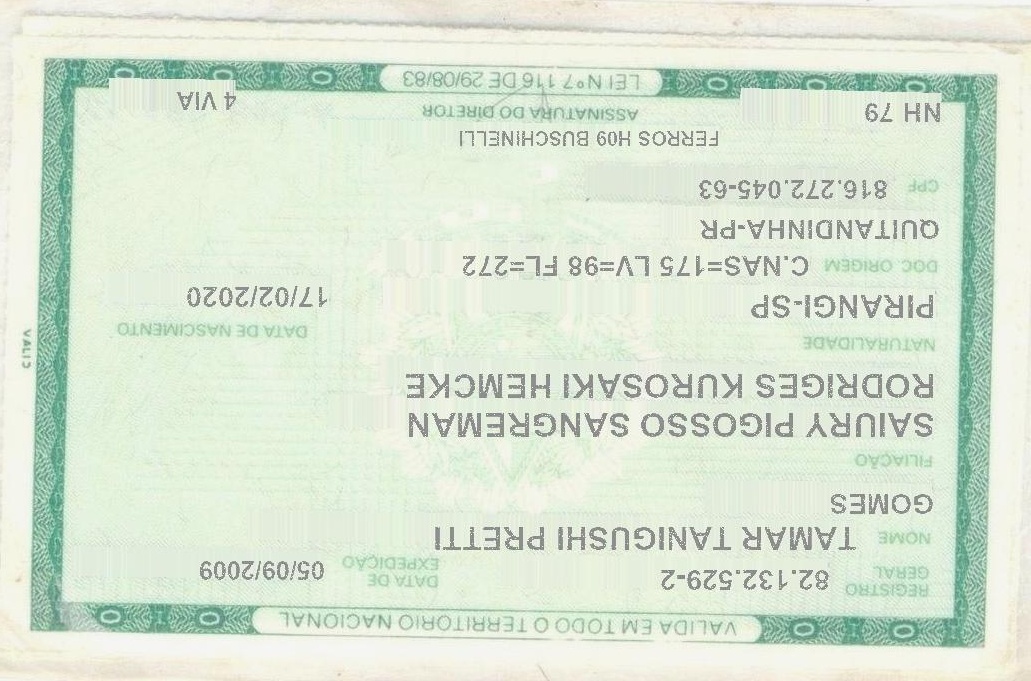 VALIDA EM TODO O TERRITORIO NACIONAL
REGISTRO GERAL 82.132.529-2 DATA DE EXPEDIÇÃO 05/09/2009
NOME TAMAR TANIGUSHI PRETTI
GOMES
FILIAÇÃO
SAIURY PIGOSSO SANGREMAN
RODRIGES KUROSAKI HEMCKE
NATURALIDADE DATA DE NASCIMENTO
PIRANGI-SP 17/02/2020
DOC. ORIGEM C.NAS=175 LV=98 FL=272
QUITANDINHA-PR
CPF 816.272.045-63
FERROS H09 BUSCHINELLI
NH 79 ASSINATURA DO DIRETOR 4 VIA
LEI Nº 7.116 DE 29/08/83